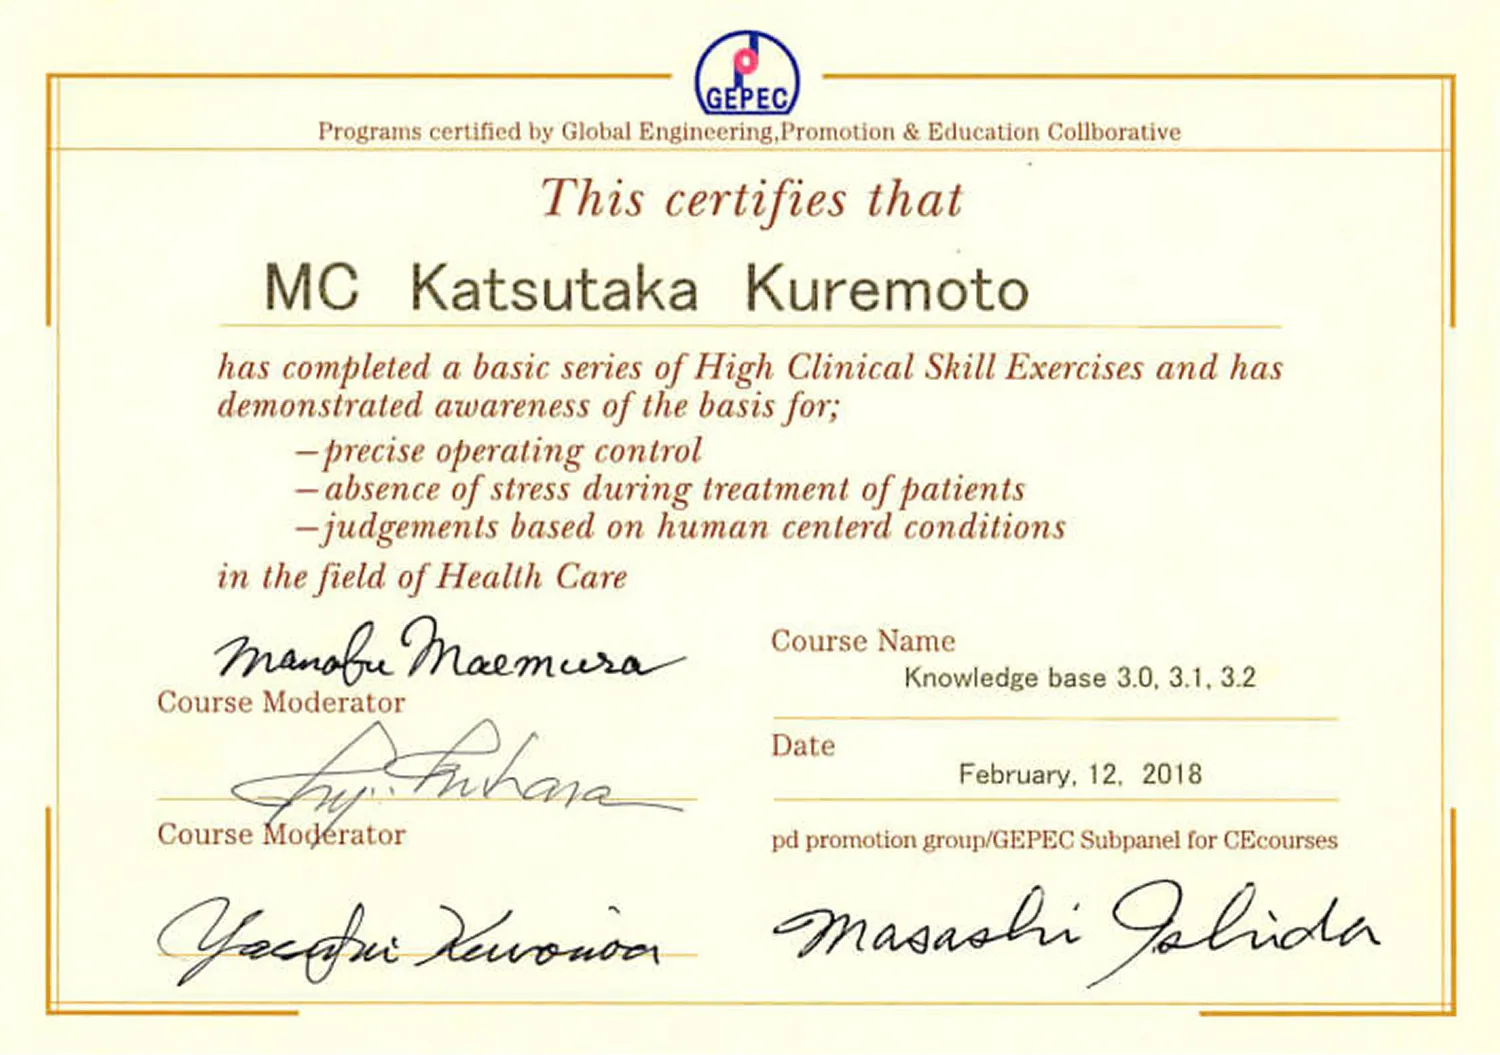 GEPEC
Programs certified by Global Engineering,Promotion & Education Collborative
This certifies that
MC Katsutaka Kuremoto
has completed a basic series of High Clinical Skill Exercises and has
demonstrated awareness of the basis for;
—precise operating control
—absence of stress during treatment of patients
—judgements based on human centerd conditions
in the field of Health Care
Manabu Maemura
Course Moderator
Course Moderator
Course Name
Knowledge base 3.0, 3.1, 3.2
Date
February, 12, 2018
pd promotion group/GEPEC Subpanel for CEcourses
Masashi Ishida